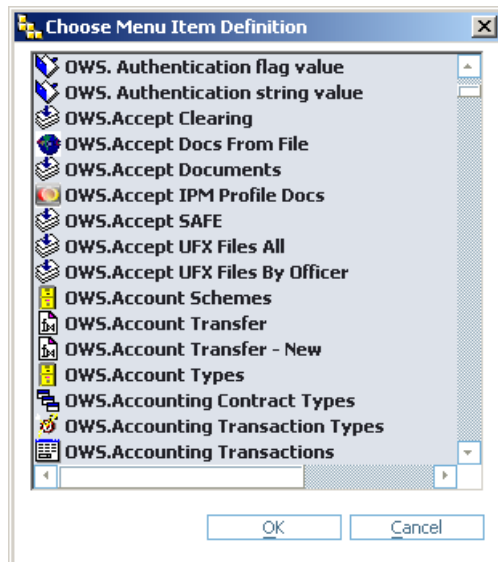 Choose Menu Item Definition
OWS. Authentication flag value
OWS. Authentication string value
OWS.Accept Clearing
OWS.Accept Docs From File
OWS.Accept Documents
OWS.Accept IPM Profile Docs
OWS.Accept SAFE
OWS.Accept UFX Files All
OWS.Accept UFX Files By Officer
OWS.Account Schemes
OWS.Account Transfer
OWS.Account Transfer - New
OWS.Account Types
OWS.Accounting Contract Types
OWS.Accounting Transaction Types
OWS.Accounting Transactions
OK Cancel